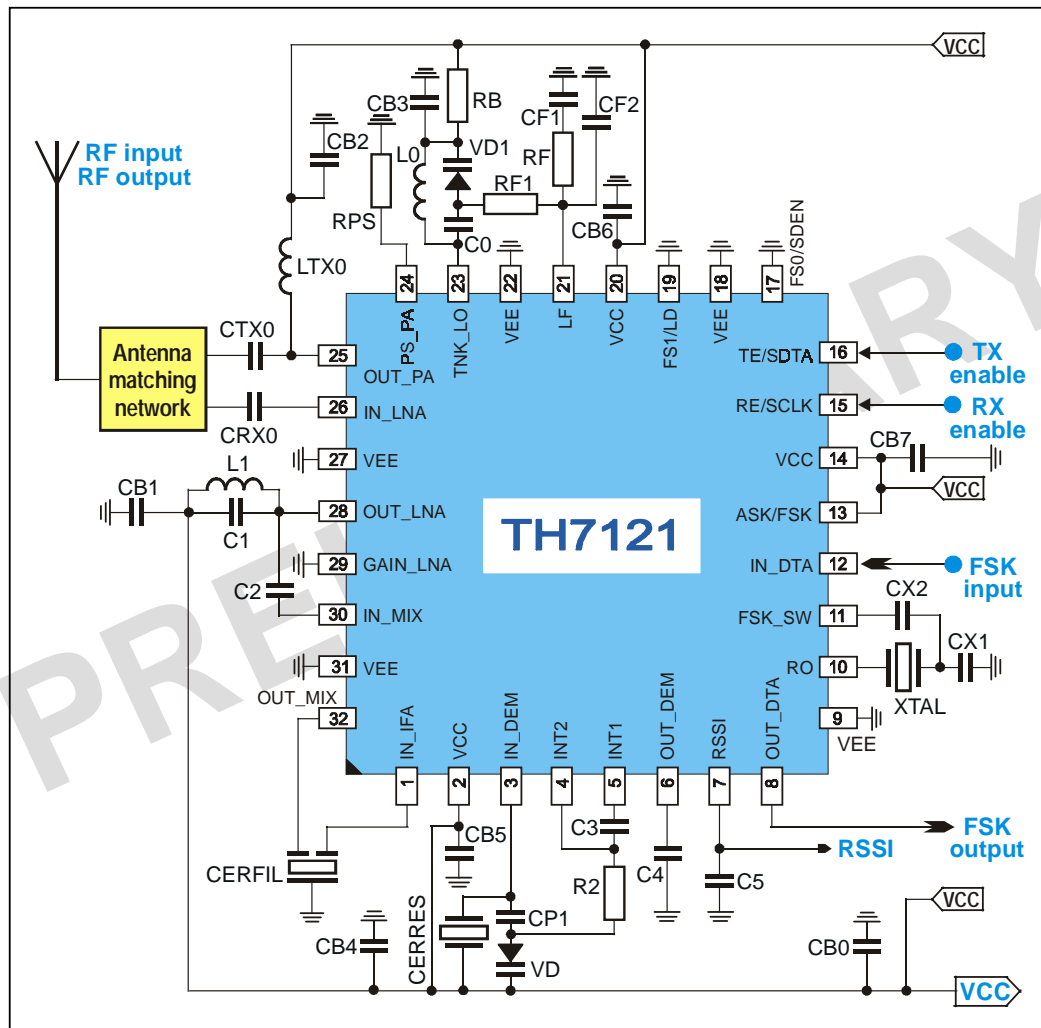 VCC
CB3
RB
CF1
CF2
CB2
L0
VD1
RF
RF input
RF output
RF1
RPS
C0
CB6
LTX0
FS0/SDEN
24
23
22
21
20
19
18
17
PS_PA
TNK_LO
VEE
LF
VCC
FS1/LD
VEE
CTX0
Antenna
matching
network
25
OUT_PA
26
IN_LNA
CRX0
27
VEE
L1
CB1
28
OUT_LNA
C1
29
GAIN_LNA
C2
30
IN_MIX
31
VEE
OUT_MIX
32
TH7121
TE/SDTA
16
TX
enable
RE/SCLK
15
RX
enable
CB7
VCC
14
VCC
ASK/FSK
13
IN_DTA
12
FSK
input
CX2
FSK_SW
11
CX1
RO
10
XTAL
9
VEE
IN_IFA
VCC
IN_DEM
INT2
INT1
OUT_DEM
RSSI
OUT_DTA
1
2
3
4
5
6
7
8
PRELIMINARY
CERFIL
CB5
C3
FSK
output
RSSI
C4
C5
R2
CERRES
CP1
VD
CB4
CB0
VCC
VCC